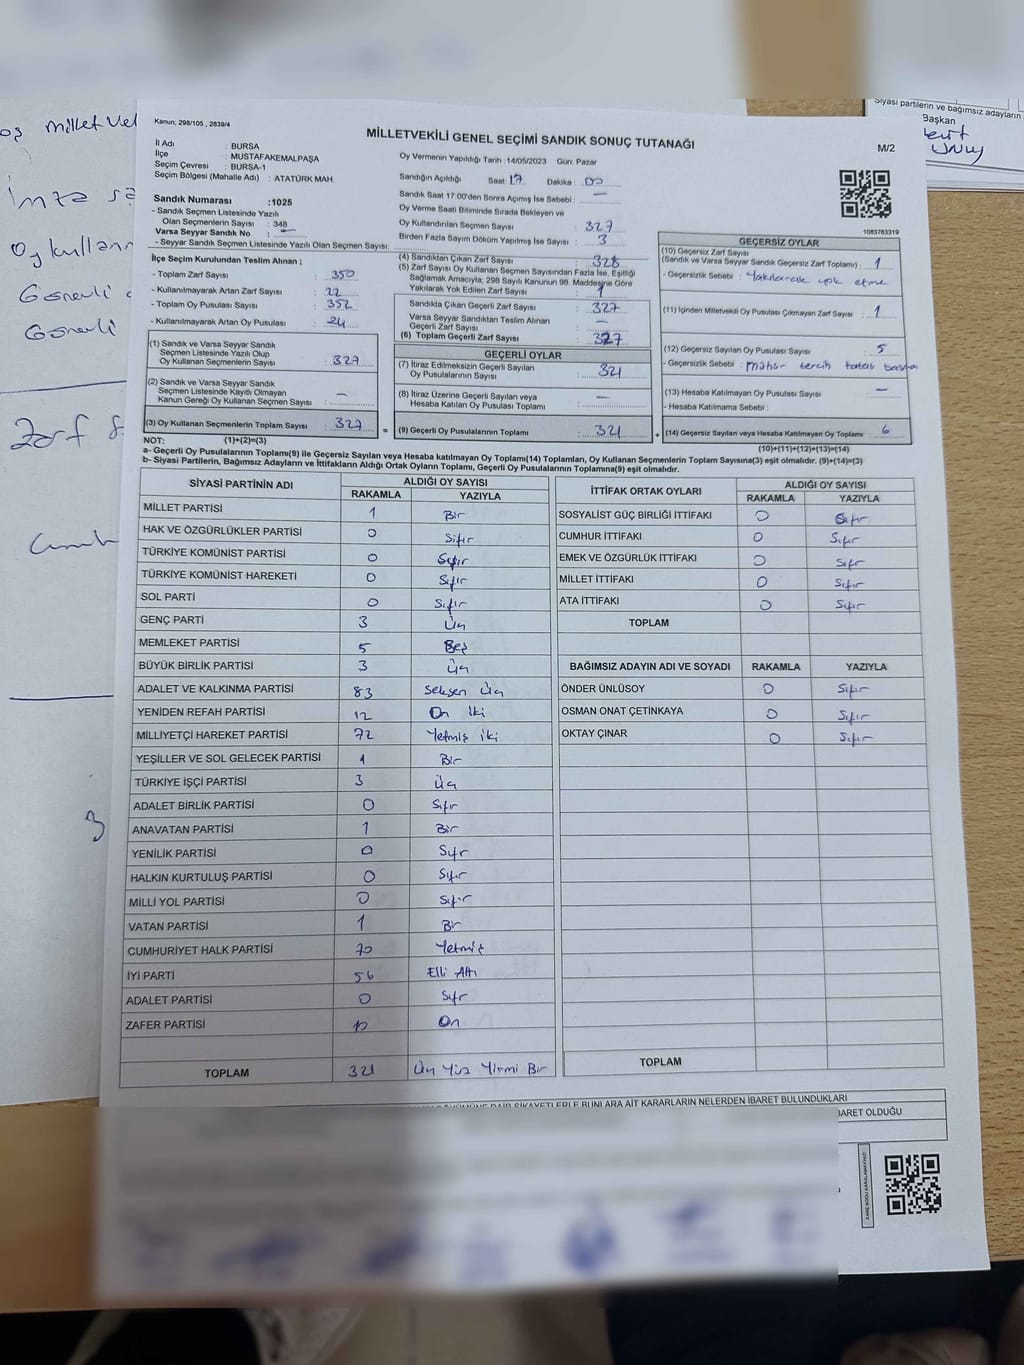 Kanun; 298/105 , 2839/4
MİLLETVEKİLİ GENEL SEÇİMİ SANDIK SONUÇ TUTANAĞI
M/2
İl Adı : BURSA
İlçe : MUSTAFAKEMALPAŞA
Seçim Çevresi : BURSA-1
Seçim Bölgesi (Mahalle Adı) : ATATÜRK MAH.
Sandık Numarası :1025
- Sandık Seçmen Listesinde Yazılı
Olan Seçmenlerin Sayısı : 348
Varsa Seyyar Sandık No : —
- Seyyar Sandık Seçmen Listesinde Yazılı Olan Seçmen Sayısı:
Oy Vermenin Yapıldığı Tarih :14/05/2023 Gün: Pazar
Sandığın Açıldığı Saat: 17 Dakika : 00
Sandık Saat 17:00'den Sonra Açılmış İse Sebebi : —
Oy Verme Saati Bitiminde Sırada Bekleyen ve
Oy Kullandırılan Seçmen Sayısı : 327
Birden Fazla Sayım Döküm Yapılmış İse Sayısı : 3
1083763319
İlçe Seçim Kurulundan Teslim Alınan ;
- Toplam Zarf Sayısı : 350
- Kullanılmayarak Artan Zarf Sayısı : 22
- Toplam Oy Pusulası Sayısı : 352
- Kullanılmayarak Artan Oy Pusulası : 24
(1) Sandık ve Varsa Seyyar Sandık
Seçmen Listesinde Yazılı Olup
Oy Kullanan Seçmenlerin Sayısı : 327
(2) Sandık ve Varsa Seyyar Sandık
Seçmen Listesinde Kayıtlı Olmayan
Kanun Gereği Oy Kullanan Seçmen Sayısı : —
(3) Oy Kullanan Seçmenlerin Toplam Sayısı : 327
(4) Sandıktan Çıkan Zarf Sayısı : 328
(5) Zarf Sayısı Oy Kullanan Seçmen Sayısından Fazla İse, Eşitliği
Sağlamak Amacıyla; 298 Sayılı Kanunun 98. Maddesine Göre
Yakılarak Yok Edilen Zarf Sayısı : 1
Sandıkta Çıkan Geçerli Zarf Sayısı : 327
Varsa Seyyar Sandıktan Teslim Alınan
Geçerli Zarf Sayısı : —
(6) Toplam Geçerli Zarf Sayısı : 327
GEÇERLİ OYLAR
(7) İtiraz Edilmeksizin Geçerli Sayılan
Oy Pusulalarının Sayısı : 321
(8) İtiraz Üzerine Geçerli Sayılan veya
Hesaba Katılan Oy Pusulası Toplamı : —
= (9) Geçerli Oy Pusulalarının Toplamı : 321
GEÇERSİZ OYLAR
(10) Geçersiz Zarf Sayısı
(Sandık ve Varsa Seyyar Sandık Geçersiz Zarf Toplamı) : 1
- Geçersizlik Sebebi : Yakılarak yok etme
(11) İçinden Milletvekili Oy Pusulası Çıkmayan Zarf Sayısı : 1
(12) Geçersiz Sayılan Oy Pusulası Sayısı : 5
- Geçersizlik Sebebi : mühür tercih
(13) Hesaba Katılmayan Oy Pusulası Sayısı : —
- Hesaba Katılmama Sebebi :
+ (14) Geçersiz Sayılan veya Hesaba Katılmayan Oy Toplamı : 6
NOT: (1)+(2)=(3) (10)+(11)+(12)+(13)=(14)
a- Geçerli Oy Pusulalarının Toplamı(9) ile Geçersiz Sayılan veya Hesaba katılmayan Oy Toplamı(14) Toplamları, Oy Kullanan Seçmenlerin Toplam Sayısına(3) eşit olmalıdır. (9)+(14)=(3)
b- Siyasi Partilerin, Bağımsız Adayların ve İttifakların Aldığı Ortak Oyların Toplamı, Geçerli Oy Pusulalarının Toplamına(9) eşit olmalıdır.
SİYASİ PARTİNİN ADI ALDIĞI OY SAYISI
RAKAMLA YAZIYLA
MİLLET PARTİSİ 1 Bir
HAK VE ÖZGÜRLÜKLER PARTİSİ 0 Sıfır
TÜRKİYE KOMÜNİST PARTİSİ 0 Sıfır
TÜRKİYE KOMÜNİST HAREKETİ 0 Sıfır
SOL PARTİ 0 Sıfır
GENÇ PARTİ 3 Üç
MEMLEKET PARTİSİ 5 Beş
BÜYÜK BİRLİK PARTİSİ 3 Üç
ADALET VE KALKINMA PARTİSİ 83 Seksen Üç
YENİDEN REFAH PARTİSİ 12 On iki
MİLLİYETÇİ HAREKET PARTİSİ 72 Yetmiş iki
YEŞİLLER VE SOL GELECEK PARTİSİ 1 Bir
TÜRKİYE İŞÇİ PARTİSİ 3 Üç
ADALET BİRLİK PARTİSİ 0 Sıfır
ANAVATAN PARTİSİ 1 Bir
YENİLİK PARTİSİ 0 Sıfır
HALKIN KURTULUŞ PARTİSİ 0 Sıfır
MİLLİ YOL PARTİSİ 0 Sıfır
VATAN PARTİSİ 1 Bir
CUMHURİYET HALK PARTİSİ 70 Yetmiş
İYİ PARTİ 56 Elli Altı
ADALET PARTİSİ 0 Sıfır
ZAFER PARTİSİ 10 On
TOPLAM 321 Üç Yüz Yirmi Bir
İTTİFAK ORTAK OYLARI ALDIĞI OY SAYISI
RAKAMLA YAZIYLA
SOSYALİST GÜÇ BİRLİĞİ İTTİFAKI 0 Sıfır
CUMHUR İTTİFAKI 0 Sıfır
EMEK VE ÖZGÜRLÜK İTTİFAKI 0 Sıfır
MİLLET İTTİFAKI 0 Sıfır
ATA İTTİFAKI 0 Sıfır
TOPLAM
BAĞIMSIZ ADAYIN ADI VE SOYADI RAKAMLA YAZIYLA
ÖNDER ÜNLÜSOY 0 Sıfır
OSMAN ONAT ÇETİNKAYA 0 Sıfır
OKTAY ÇINAR 0 Sıfır
TOPLAM
ŞİKAYETLERLE BUNLARA AİT KARARLARIN NELERDEN İBARET BULUNDUKLARI
İBARET OLDUĞU
Siyasi partilerin ve bağımsız adayların
Başkan
millet
imza
Oy kullanan
Görevli
Görevli
Zarf
3